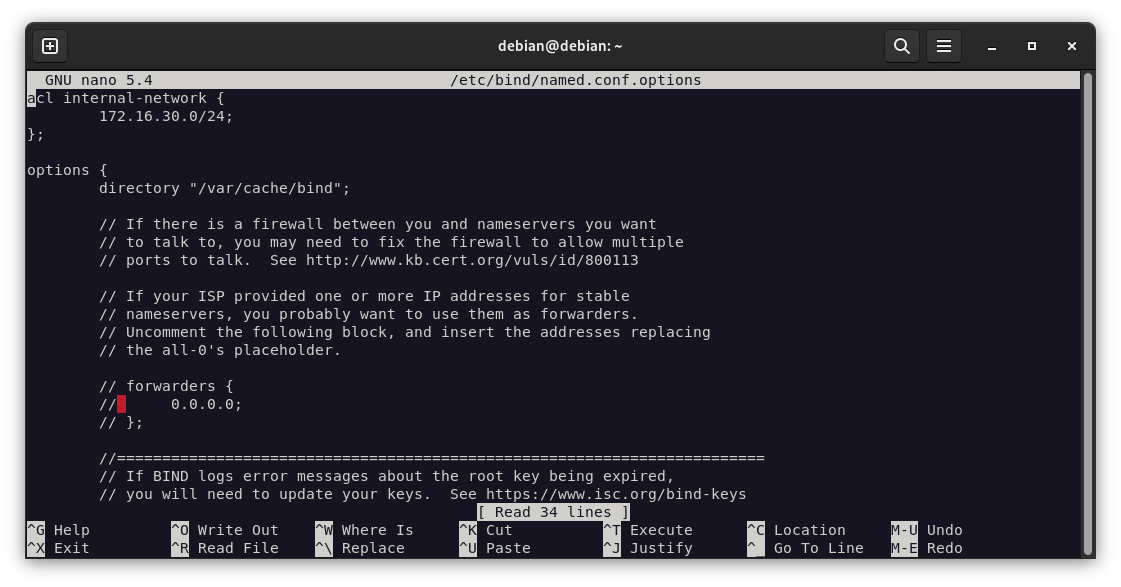 debian@debian: ~
GNU nano 5.4 /etc/bind/named.conf.options
acl internal-network {
172.16.30.0/24;
};
options {
directory "/var/cache/bind";
// If there is a firewall between you and nameservers you want
// to talk to, you may need to fix the firewall to allow multiple
// ports to talk.  See http://www.kb.cert.org/vuls/id/800113
// If your ISP provided one or more IP addresses for stable
// nameservers, you probably want to use them as forwarders.
// Uncomment the following block, and insert the addresses replacing
// the all-0's placeholder.
// forwarders {
//      0.0.0.0;
// };
//========================================================================
// If BIND logs error messages about the root key being expired,
// you will need to update your keys.  See https://www.isc.org/bind-keys
[ Read 34 lines ]
^G Help ^O Write Out ^W Where Is ^K Cut ^T Execute ^C Location M-U Undo
^X Exit ^R Read File ^\ Replace ^U Paste ^J Justify ^_ Go To Line M-E Redo